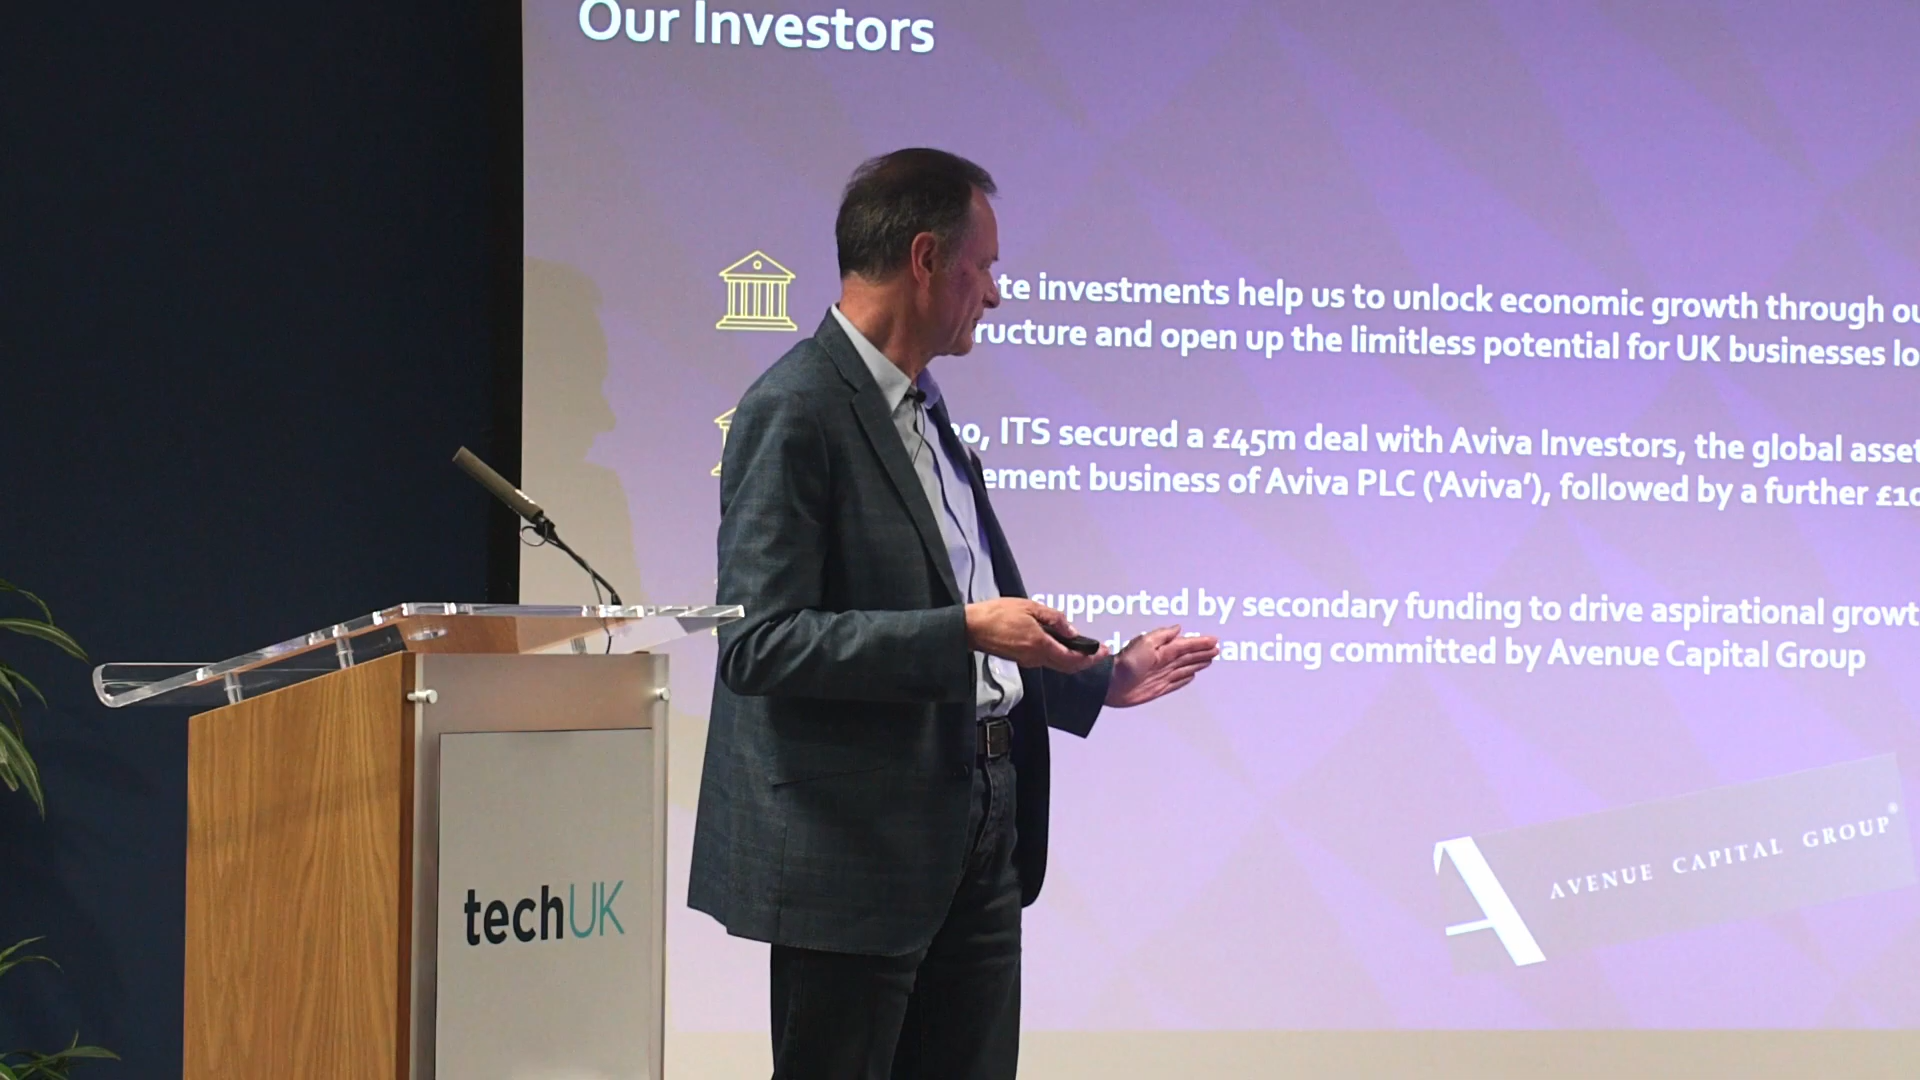 Our Investors
te investments help us to unlock economic growth through ou
ructure and open up the limitless potential for UK businesses lo
20, ITS secured a £45m deal with Aviva Investors, the global asset
ement business of Aviva PLC (‘Aviva’), followed by a further £10
supported by secondary funding to drive aspirational growt
ancing committed by Avenue Capital Group
AVENUE CAPITAL GROUP®
techUK